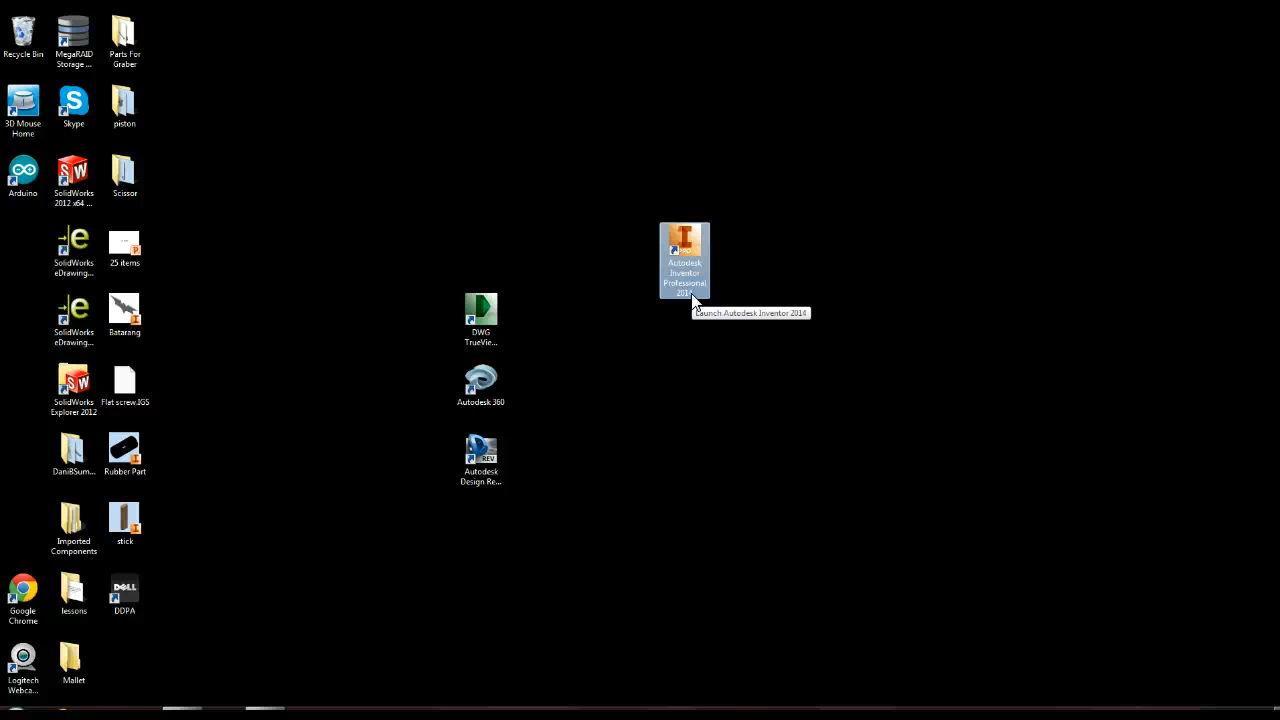 Recycle Bin
MegaRAID
Storage ...
Parts For
Graber
3D Mouse
Home
Skype
piston
Arduino
SolidWorks
2012 x64 ...
Scissor
SolidWorks
eDrawing...
25 items
SolidWorks
eDrawing...
Batarang
SolidWorks
Explorer 2012
Flat screw.IGS
DaniBSum...
Rubber Part
Imported
Components
stick
Google
Chrome
lessons
DELL
DDPA
Logitech
Webca...
Mallet
DWG
TrueVie...
Autodesk 360
REV
Autodesk
Design Re...
Autodesk
Inventor
Professional
2014
Launch Autodesk Inventor 2014